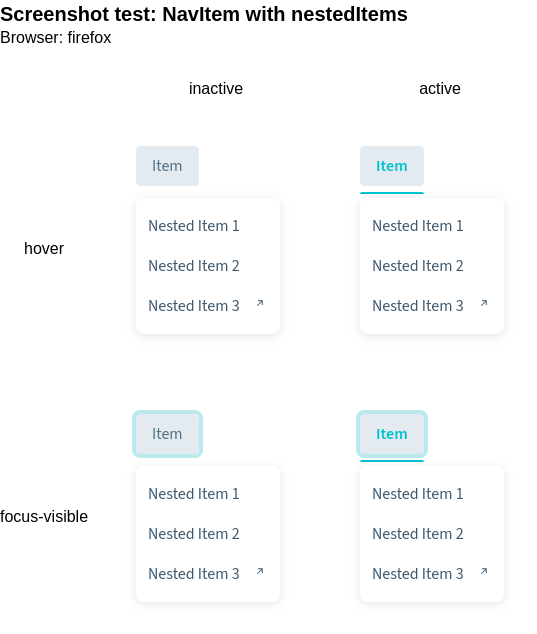 Screenshot test: NavItem with nestedItems
Browser: firefox
inactive active
Item Item
hover
Nested Item 1 Nested Item 1
Nested Item 2 Nested Item 2
Nested Item 3 Nested Item 3
Item Item
focus-visible
Nested Item 1 Nested Item 1
Nested Item 2 Nested Item 2
Nested Item 3 Nested Item 3